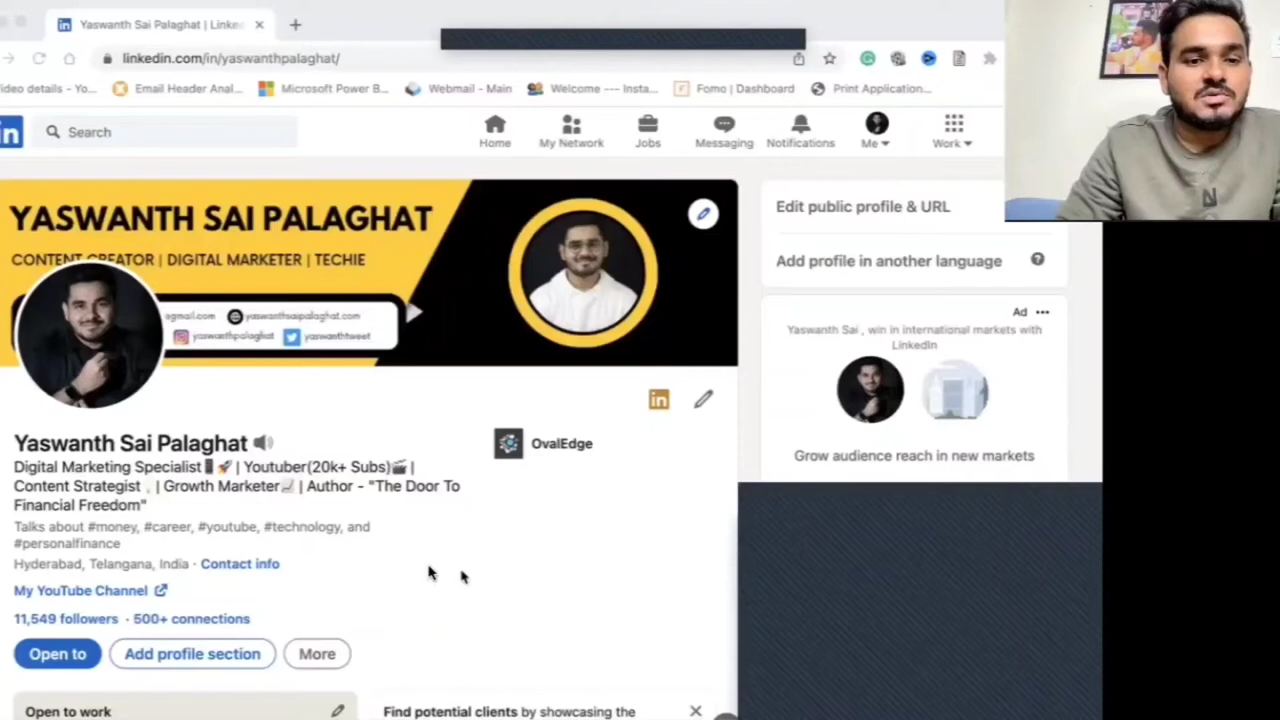 Yaswanth Sai Palaghat | Linke
linkedin.com/in/yaswanthpalaghat/
ideo details - Yo...
Email Header Anal...
Microsoft Power B...
Webmail - Main
Welcome --- Insta...
Fomo | Dashboard
Print Application...
in
Search
Home
My Network
Jobs
Messaging
Notifications
Me
Work
YASWANTH SAI PALAGHAT
CONTENT CREATOR | DIGITAL MARKETER | TECHIE
gmail.com
yaswanthsaipalaghat.com
yaswanthpalaghat
yaswanthtweet
Edit public profile & URL
Add profile in another language
Ad
Yaswanth Sai , win in international markets with
LinkedIn
Grow audience reach in new markets
in
Yaswanth Sai Palaghat
OvalEdge
Digital Marketing Specialist | Youtuber(20k+ Subs) |
Content Strategist | Growth Marketer | Author - "The Door To
Financial Freedom"
Talks about #money, #career, #youtube, #technology, and
#personalfinance
Hyderabad, Telangana, India · Contact info
My YouTube Channel
11,549 followers · 500+ connections
Open to
Add profile section
More
Open to work
Find potential clients by showcasing the